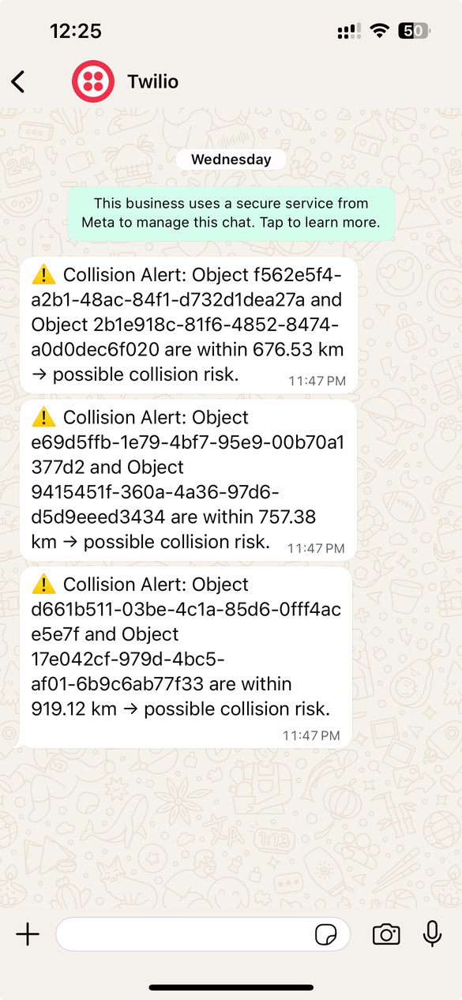 12:25
50
Twilio
Wednesday
This business uses a secure service from
Meta to manage this chat. Tap to learn more.
⚠️ Collision Alert: Object f562e5f4-
a2b1-48ac-84f1-d732d1dea27a and
Object 2b1e918c-81f6-4852-8474-
a0d0dec6f020 are within 676.53 km
→ possible collision risk.
11:47 PM
⚠️ Collision Alert: Object
e69d5ffb-1e79-4bf7-95e9-00b70a1
377d2 and Object
9415451f-360a-4a36-97d6-
d5d9eeed3434 are within 757.38
km → possible collision risk.
11:47 PM
⚠️ Collision Alert: Object
d661b511-03be-4c1a-85d6-0fff4ac
e5e7f and Object
17e042cf-979d-4bc5-
af01-6b9c6ab77f33 are within
919.12 km → possible collision risk.
11:47 PM